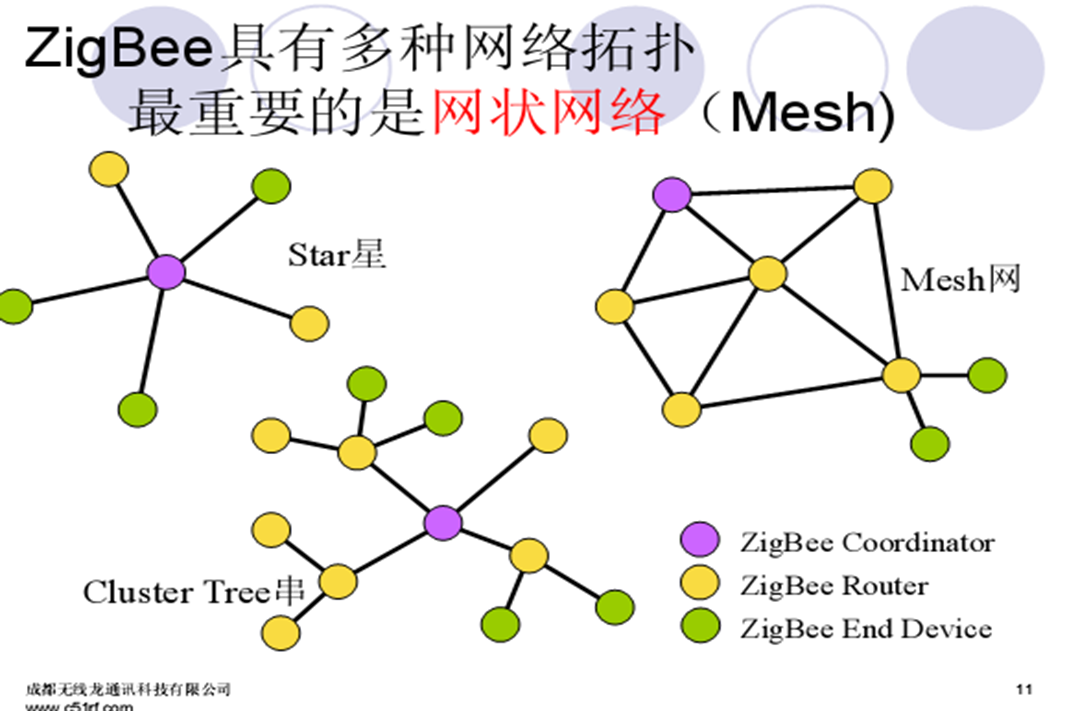 ZigBee具有多种网络拓扑
最重要的是网状网络（Mesh)
Star星
Mesh网
Cluster Tree串
ZigBee Coordinator
ZigBee Router
ZigBee End Device
成都无线龙通讯科技有限公司
www.c51rf.com
11